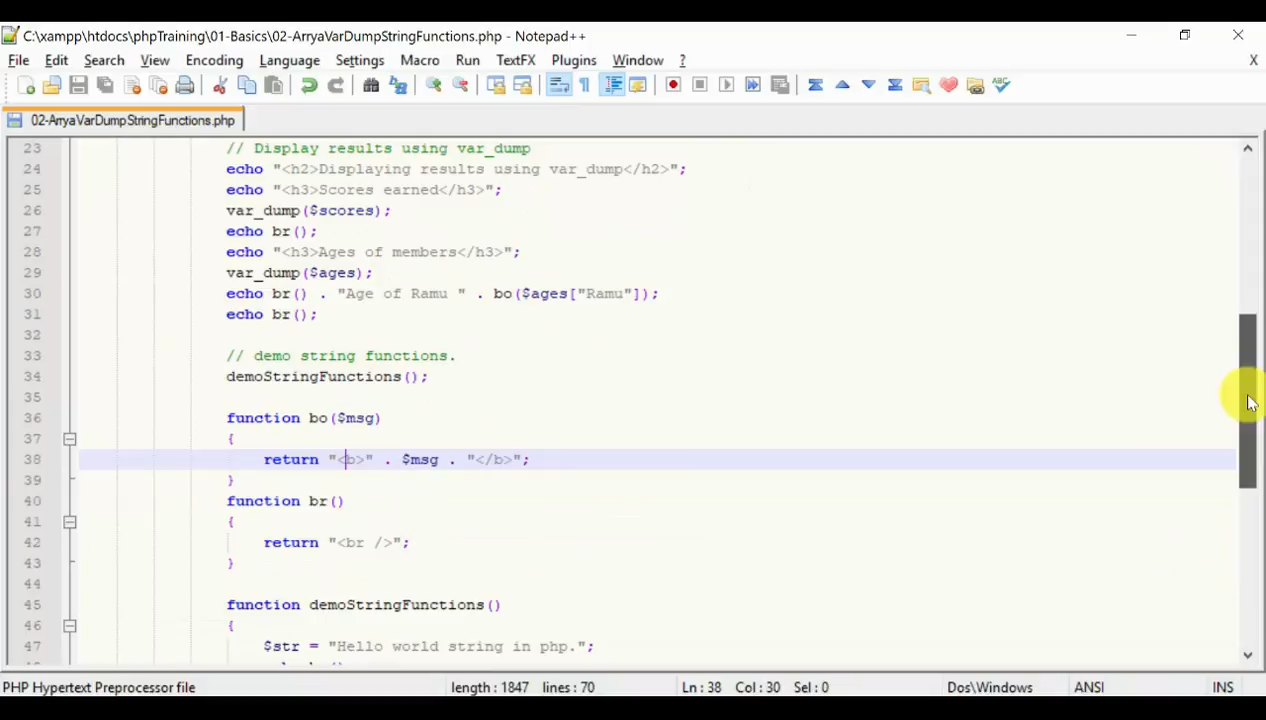 C:\xampp\htdocs\phpTraining\01-Basics\02-ArryaVarDumpStringFunctions.php - Notepad++
File Edit Search View Encoding Language Settings Macro Run TextFX Plugins Window ? X
02-ArryaVarDumpStringFunctions.php
23 // Display results using var_dump
24 echo "<h2>Displaying results using var_dump</h2>";
25 echo "<h3>Scores earned</h3>";
26 var_dump($scores);
27 echo br();
28 echo "<h3>Ages of members</h3>";
29 var_dump($ages);
30 echo br() . "Age of Ramu " . bo($ages["Ramu"]);
31 echo br();
32
33 // demo string functions.
34 demoStringFunctions();
35
36 function bo($msg)
37 {
38 return "<b>" . $msg . "</b>";
39 }
40 function br()
41 {
42 return "<br />";
43 }
44
45 function demoStringFunctions()
46 {
47 $str = "Hello world string in php.";
PHP Hypertext Preprocessor file length : 1847 lines : 70 Ln : 38 Col : 30 Sel : 0 Dos\Windows ANSI INS